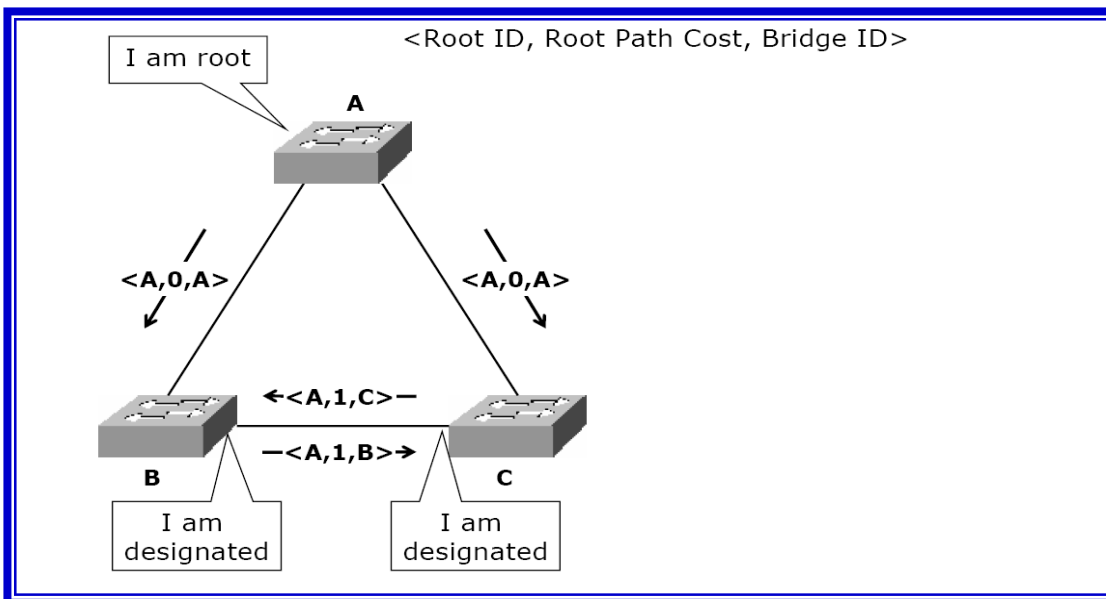 <Root ID, Root Path Cost, Bridge ID>
I am root
A
<A,0,A>
<A,0,A>
<A,1,C>
<A,1,B>
B
C
I am
designated
I am
designated